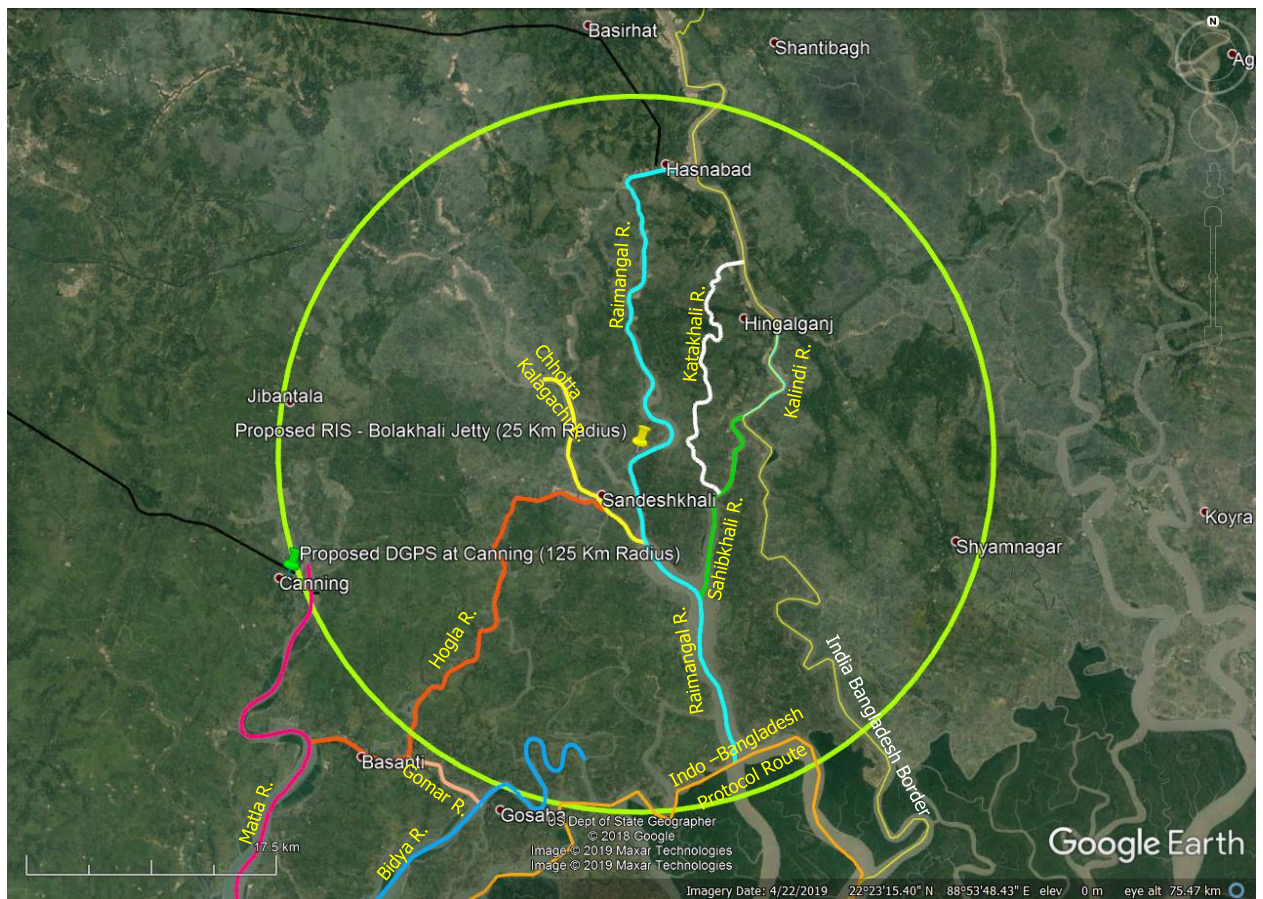 N
Basirhat
Shantibagh
Ag
Hasnabad
Raimangal R.
Katakhali R.
Hingalganj
Kalindi R.
Chhotta
Kalagachi R.
Jibantala
Proposed RIS - Bolakhali Jetty (25 Km Radius)
Sandeshkhali
Koyra
Sahibkhali R.
Shyamnagar
Proposed DGPS at Canning (125 Km Radius)
Canning
Hogla R.
Raimangal R.
India Bangladesh Border
Indo –Bangladesh
Protocol Route
Basanti
Gomar R.
Matla R.
Bidya R.
Gosaba
US Dept of State Geographer
© 2018 Google
Image © 2019 Maxar Technologies
Image © 2019 Maxar Technologies
17.5 km
Google Earth
Imagery Date: 4/22/2019 22°23'15.40" N 88°53'48.43" E elev 0 m eye alt 75.47 km